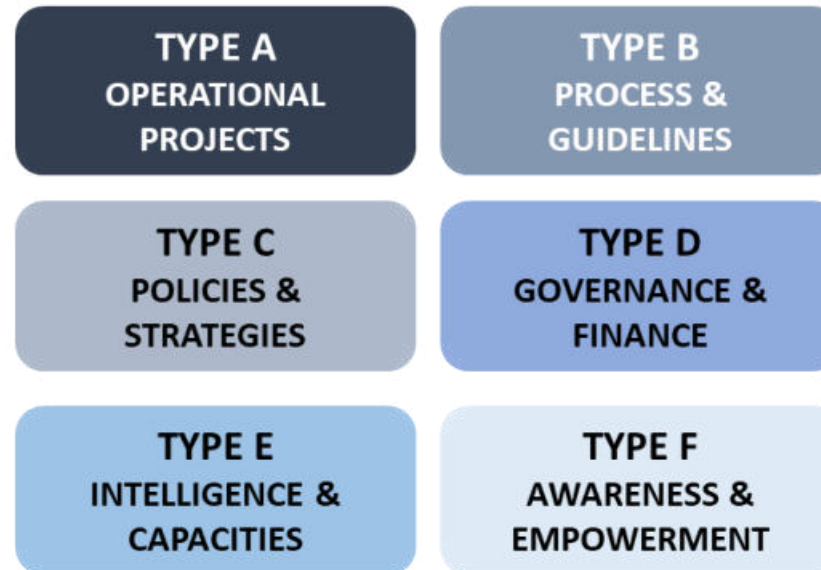 TYPE A
OPERATIONAL
PROJECTS
TYPE B
PROCESS &
GUIDELINES
TYPE C
POLICIES &
STRATEGIES
TYPE D
GOVERNANCE &
FINANCE
TYPE E
INTELLIGENCE &
CAPACITIES
TYPE F
AWARENESS &
EMPOWERMENT